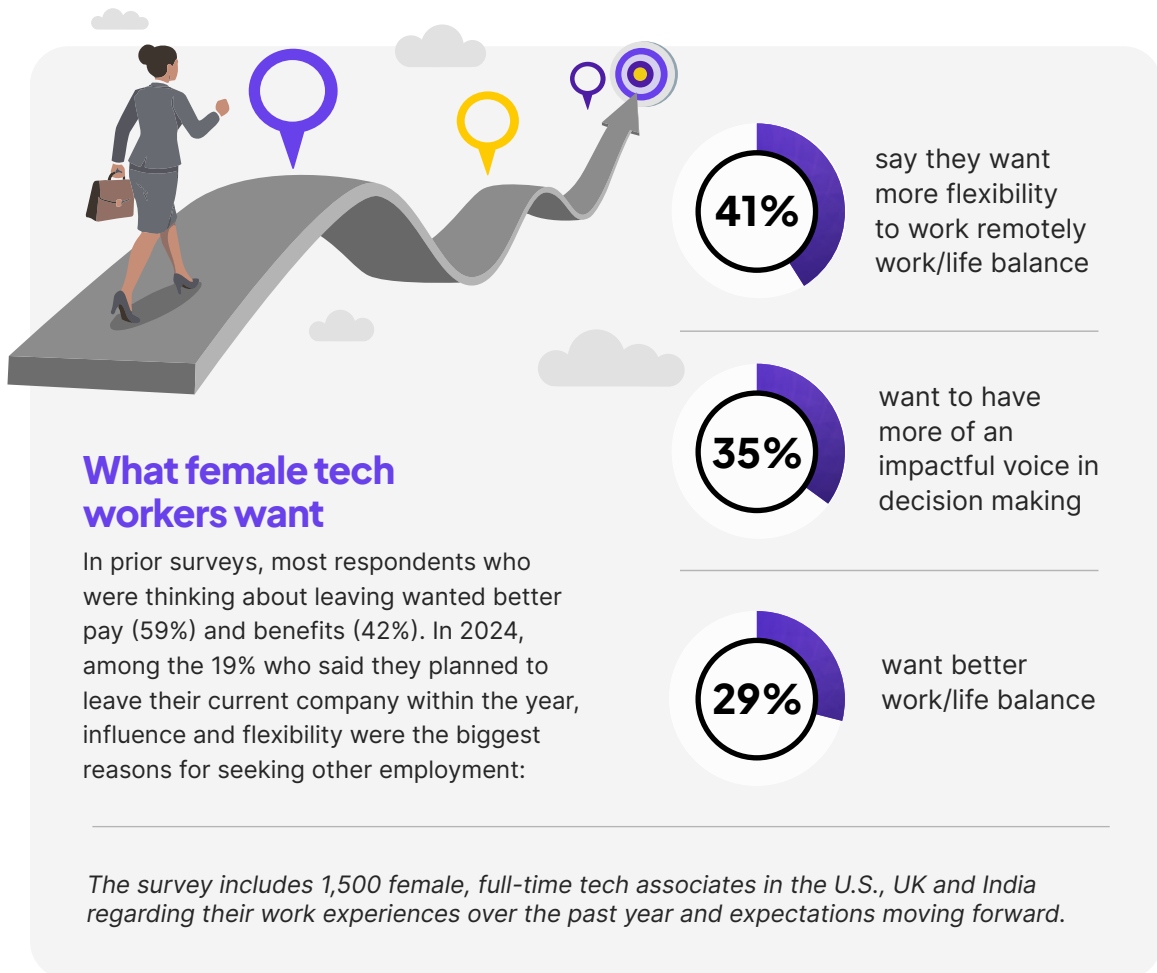 What female tech
workers want
In prior surveys, most respondents who
were thinking about leaving wanted better
pay (59%) and benefits (42%). In 2024,
among the 19% who said they planned to
leave their current company within the year,
influence and flexibility were the biggest
reasons for seeking other employment:
41%
say they want
more flexibility
to work remotely
work/life balance
35%
want to have
more of an
impactful voice in
decision making
29%
want better
work/life balance
The survey includes 1,500 female, full-time tech associates in the U.S., UK and India
regarding their work experiences over the past year and expectations moving forward.